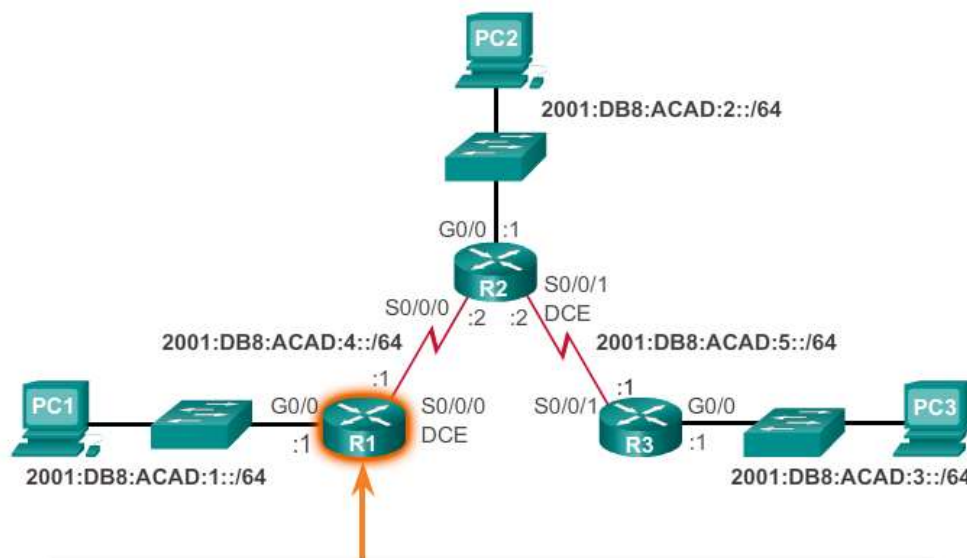 PC2
2001:DB8:ACAD:2::/64
G0/0 :1
R2
S0/0/1
DCE
S0/0/0
:2 :2
2001:DB8:ACAD:4::/64
2001:DB8:ACAD:5::/64
:1
:1
PC1
G0/0
S0/0/0
DCE
S0/0/1
G0/0
PC3
:1
R1
R3
:1
2001:DB8:ACAD:1::/64
2001:DB8:ACAD:3::/64